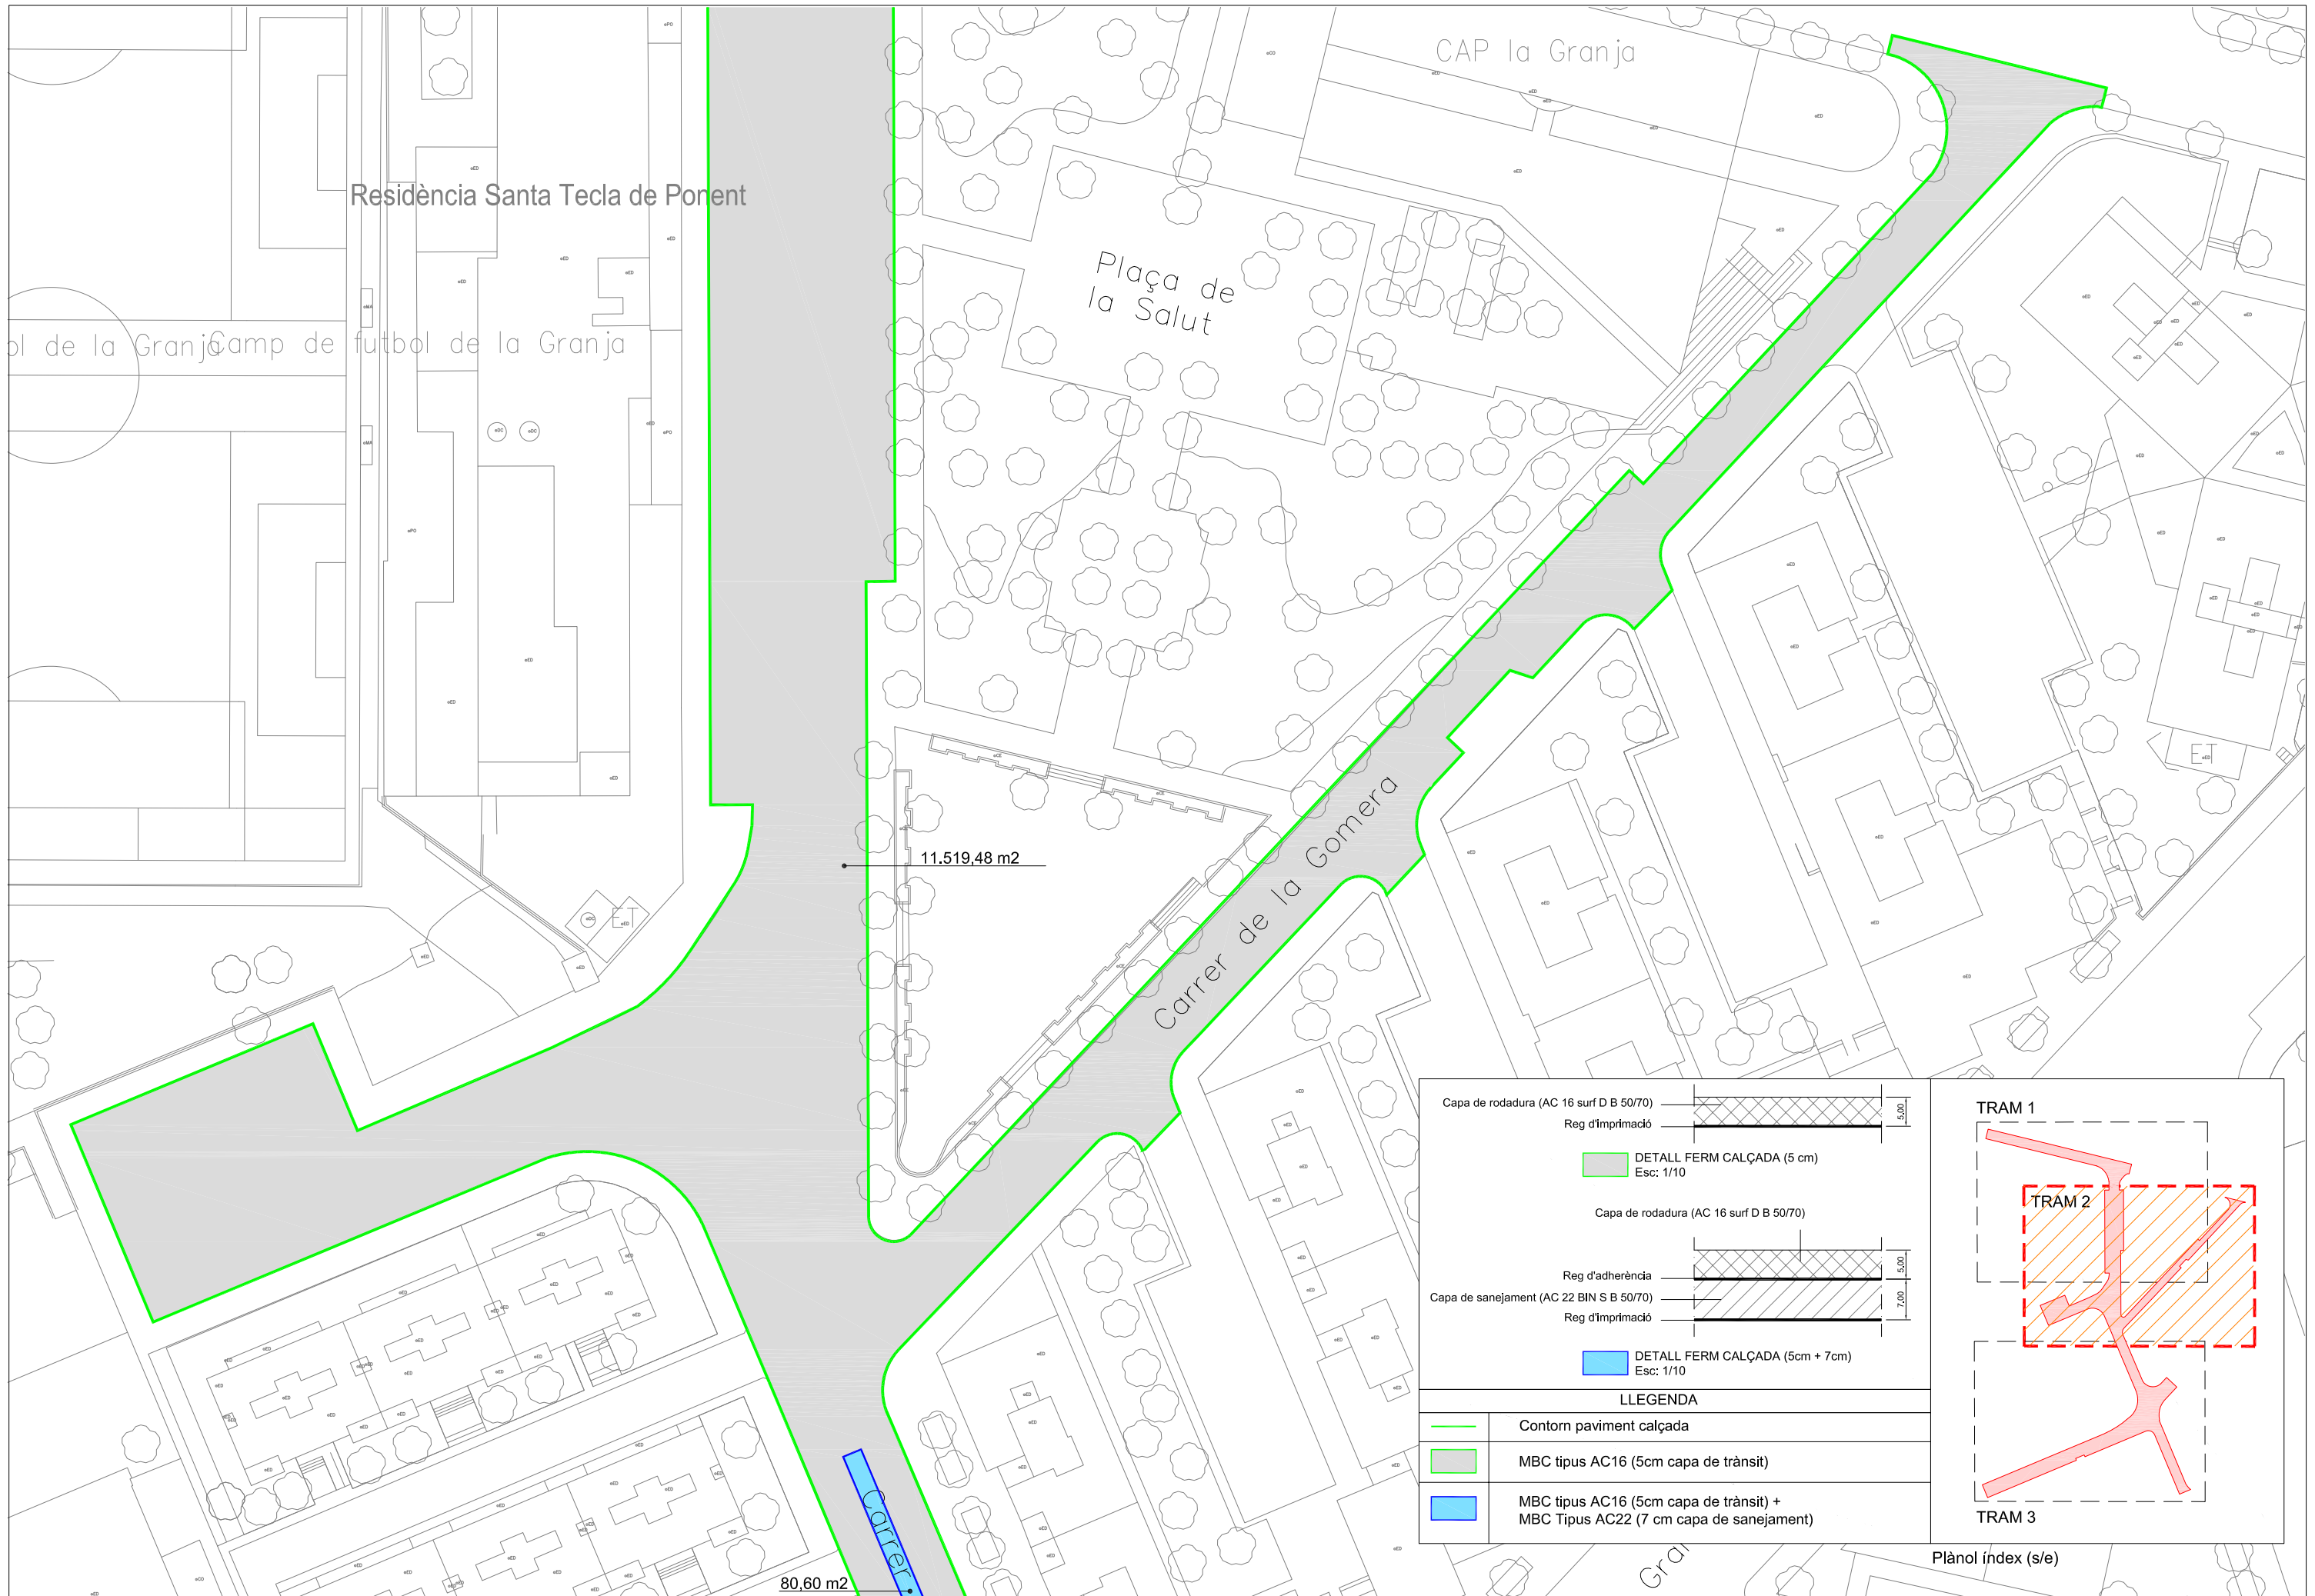 CAP la Granja
Residència Santa Tecla de Ponent
Plaça de
la Salut
ol de la Granja
Camp de futbol de la Granja
ET
Carrer de la Gomera
11.519,48 m2
ET
Capa de rodadura (AC 16 surf D B 50/70)
Reg d'imprimació
5,00
DETALL FERM CALÇADA (5 cm)
Esc: 1/10
Capa de rodadura (AC 16 surf D B 50/70)
Reg d'adherència
5,00
Capa de sanejament (AC 22 BIN S B 50/70)
7,00
Reg d'imprimació
DETALL FERM CALÇADA (5cm + 7cm)
Esc: 1/10
LLEGENDA
Contorn paviment calçada
MBC tipus AC16 (5cm capa de trànsit)
MBC tipus AC16 (5cm capa de trànsit) +
MBC Tipus AC22 (7 cm capa de sanejament)
TRAM 1
TRAM 2
TRAM 3
Plànol índex (s/e)
Carrer
80,60 m2